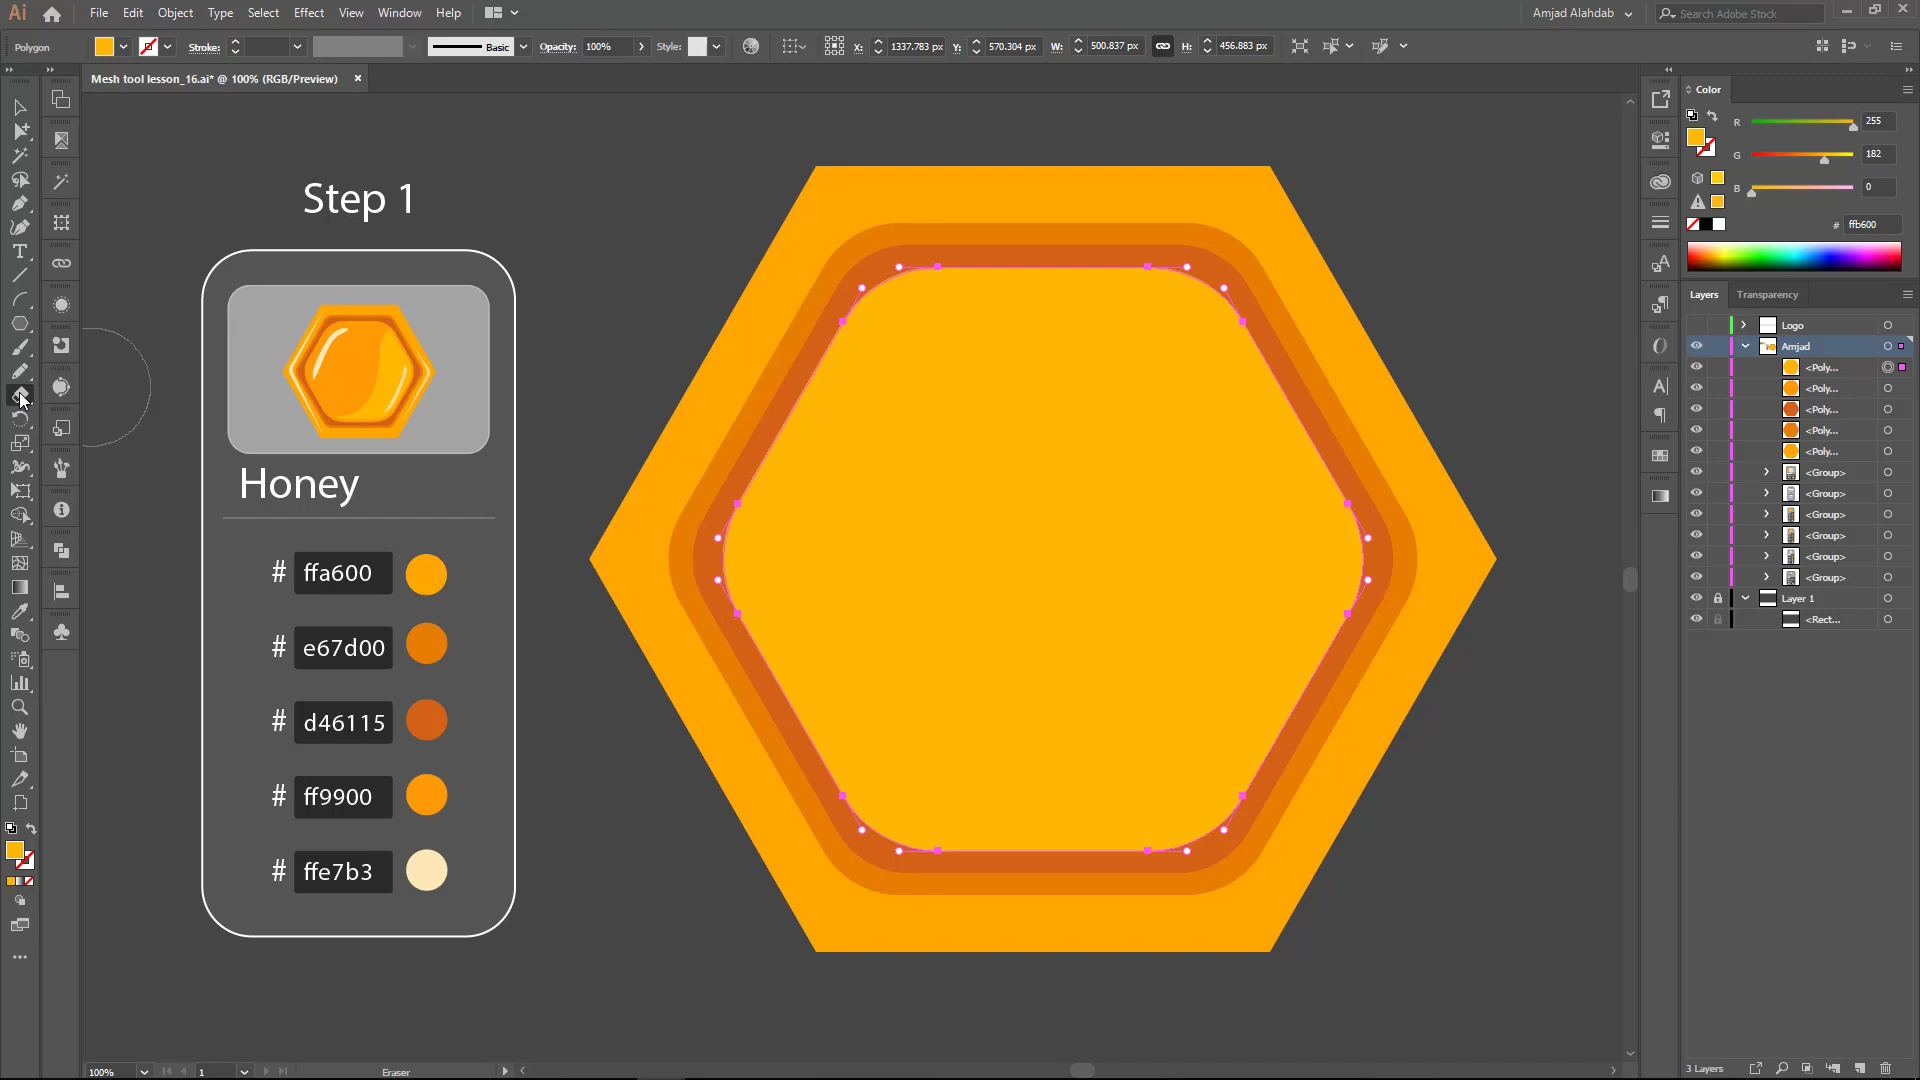 Ai File Edit Object Type Select Effect View Window Help Amjad Alahdab Search Adobe Stock
Polygon Stroke: Basic Opacity: 100% Style: X: 1337.783 px Y: 570.304 px W: 500.837 px H: 456.883 px
Mesh tool lesson_16.ai* @ 100% (RGB/Preview) ×
Color
R 255
G 182
B 0
# ffb600
Step 1
Honey
# ffa600
# e67d00
# d46115
# ff9900
# ffe7b3
Layers Transparency
Logo
Amjad
<Poly...
<Poly...
<Poly...
<Poly...
<Poly...
<Group>
<Group>
<Group>
<Group>
<Group>
<Group>
Layer 1
<Rect...
100% 1 Eraser
3 Layers